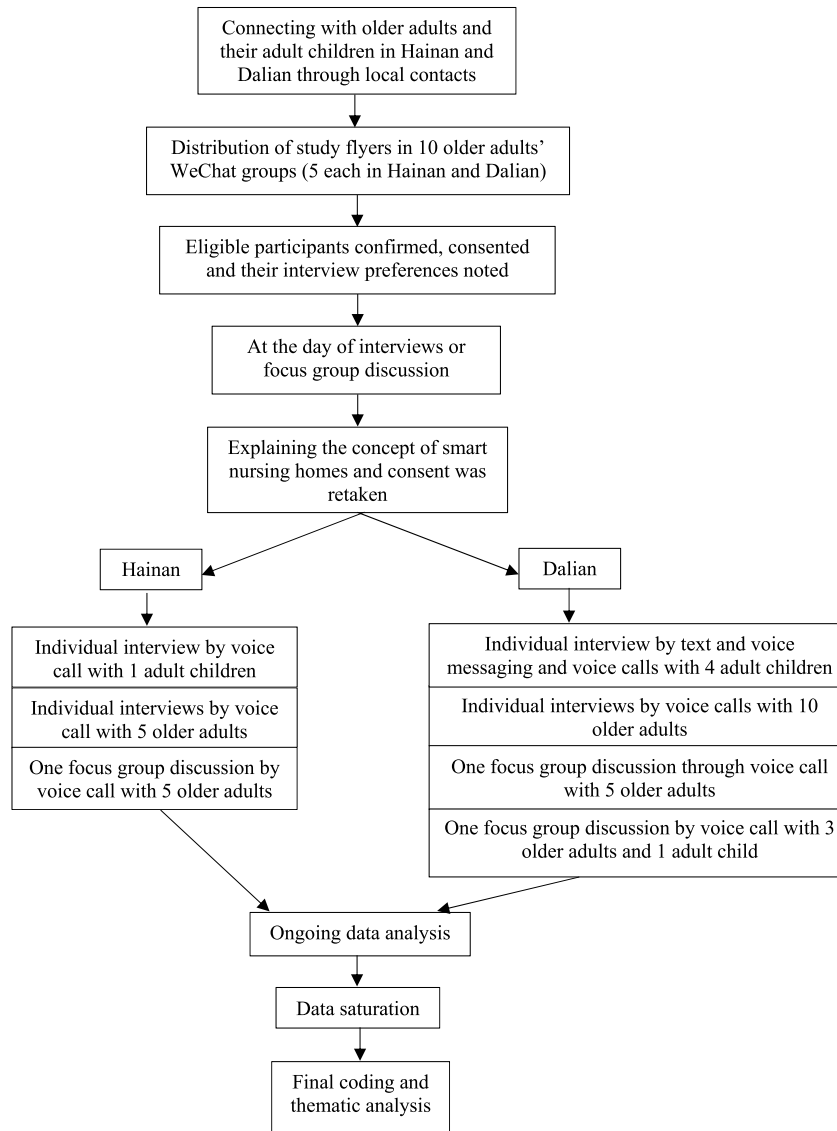 Connecting with older adults and
their adult children in Hainan and
Dalian through local contacts
Distribution of study flyers in 10 older adults’
WeChat groups (5 each in Hainan and Dalian)
Eligible participants confirmed, consented
and their interview preferences noted
At the day of interviews or
focus group discussion
Explaining the concept of smart
nursing homes and consent was
retaken
Hainan
Individual interview by voice
call with 1 adult children
Individual interviews by voice
call with 5 older adults
One focus group discussion by
voice call with 5 older adults
Dalian
Individual interview by text and voice
messaging and voice calls with 4 adult children
Individual interviews by voice calls with 10
older adults
One focus group discussion through voice call
with 5 older adults
One focus group discussion by voice call with 3
older adults and 1 adult child
Ongoing data analysis
Data saturation
Final coding and
thematic analysis